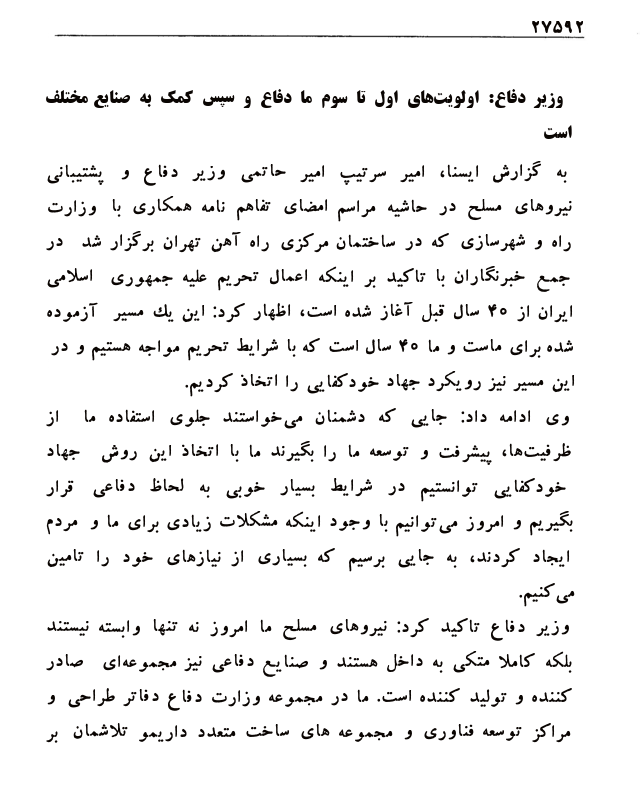 ۲۷۵۹۲
وزیر دفاع: اولویت‌های اول تا سوم ما دفاع و سپس کمک به صنایع مختلف
است
به گزارش ایسنا، امیر سرتیپ امیر حاتمی وزیر دفاع و پشتیبانی
نیروهای مسلح در حاشیه مراسم امضای تفاهم نامه همکاری با وزارت
راه و شهرسازی که در ساختمان مرکزی راه آهن تهران برگزار شد در
جمع خبرنگاران با تاکید بر اینکه اعمال تحریم علیه جمهوری اسلامی
ایران از ۴۰ سال قبل آغاز شده است، اظهار کرد: این یك مسیر آزموده
شده برای ماست و ما ۴۰ سال است که با شرایط تحریم مواجه هستیم و در
این مسیر نیز رویکرد جهاد خودکفایی را اتخاذ کردیم.
وی ادامه داد: جایی که دشمنان می‌خواستند جلوی استفاده ما از
ظرفیت‌ها، پیشرفت و توسعه ما را بگیرند ما با اتخاذ این روش جهاد
خودکفایی توانستیم در شرایط بسیار خوبی به لحاظ دفاعی قرار
بگیریم و امروز می‌توانیم با وجود اینکه مشکلات زیادی برای ما و مردم
ایجاد کردند، به جایی برسیم که بسیاری از نیازهای خود را تامین
می‌کنیم.
وزیر دفاع تاکید کرد: نیروهای مسلح ما امروز نه تنها وابسته نیستند
بلکه کاملا متکی به داخل هستند و صنایع دفاعی نیز مجموعه‌ای صادر
کننده و تولید کننده است. ما در مجموعه وزارت دفاع دفاتر طراحی و
مراکز توسعه فناوری و مجموعه های ساخت متعدد داریمو تلاشمان بر